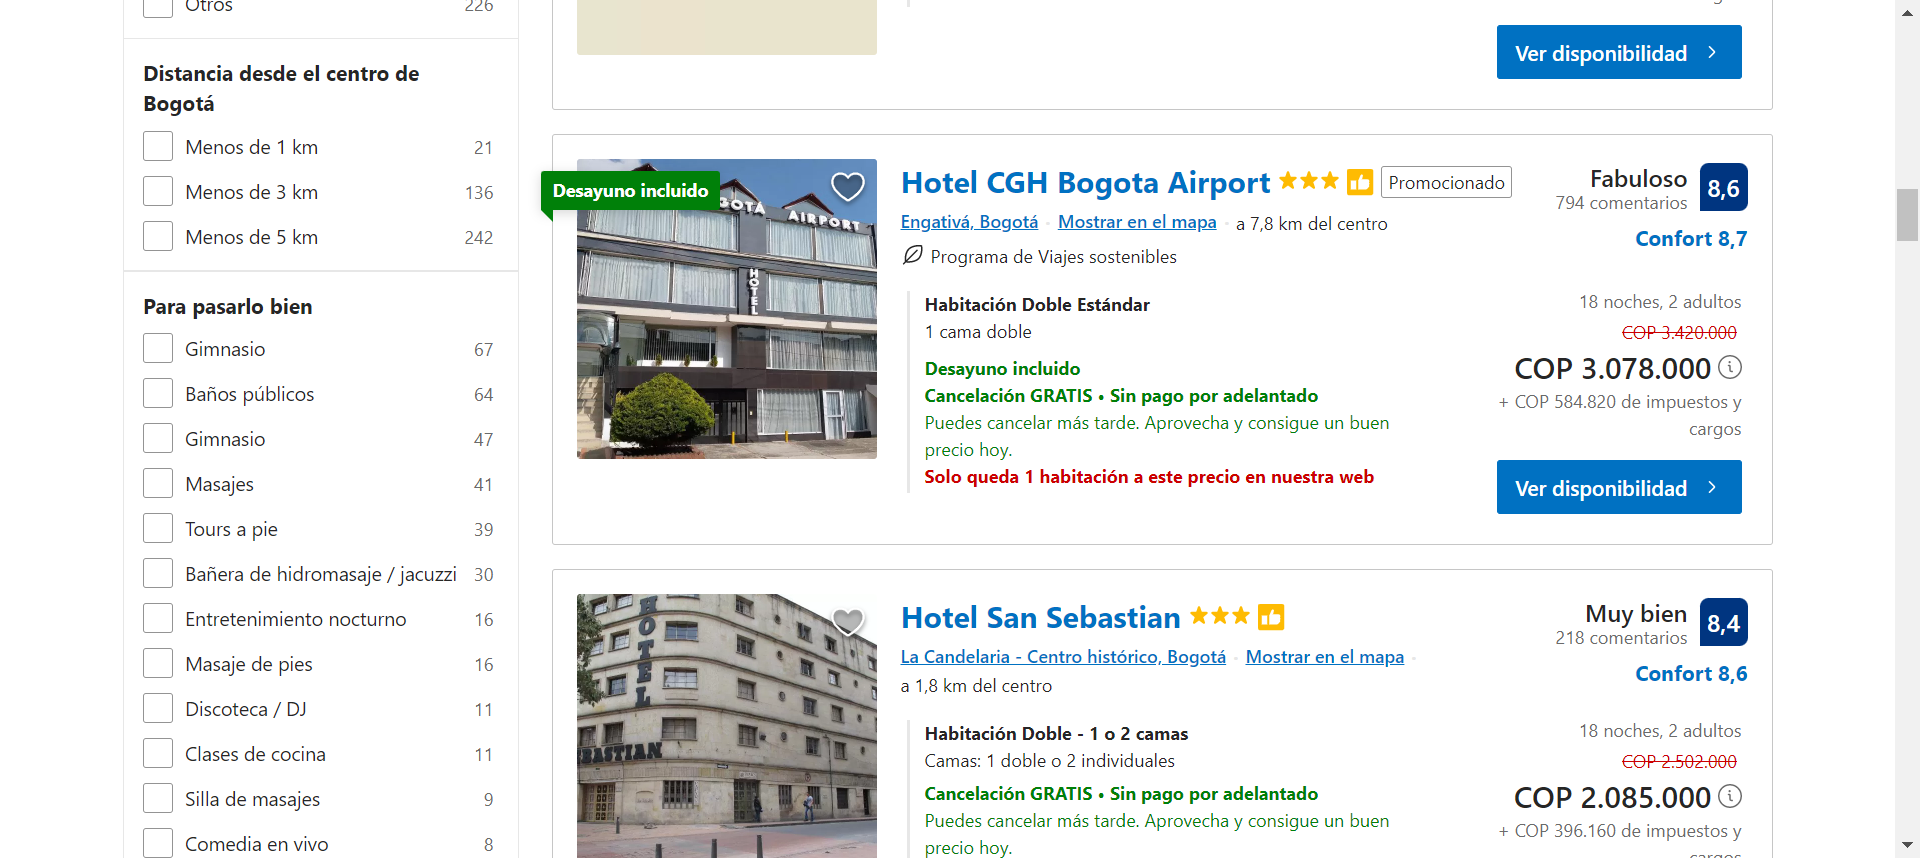 Otros 226
Distancia desde el centro de
Bogotá
Menos de 1 km 21
Menos de 3 km 136
Menos de 5 km 242
Para pasarlo bien
Gimnasio 67
Baños públicos 64
Gimnasio 47
Masajes 41
Tours a pie 39
Bañera de hidromasaje / jacuzzi 30
Entretenimiento nocturno 16
Masaje de pies 16
Discoteca / DJ 11
Clases de cocina 11
Silla de masajes 9
Comedia en vivo 8
Ver disponibilidad
Desayuno incluido
GOTÁ AIRPORT
HOTEL
Hotel CGH Bogota Airport
Promocionado
Engativá, Bogotá · Mostrar en el mapa · a 7,8 km del centro
Programa de Viajes sostenibles
Habitación Doble Estándar
1 cama doble
Desayuno incluido
Cancelación GRATIS • Sin pago por adelantado
Puedes cancelar más tarde. Aprovecha y consigue un buen
precio hoy.
Solo queda 1 habitación a este precio en nuestra web
Fabuloso 8,6
794 comentarios
Confort 8,7
18 noches, 2 adultos
COP 3.420.000
COP 3.078.000
+ COP 584.820 de impuestos y
cargos
Ver disponibilidad
HOTEL
EBASTIAN
Hotel San Sebastian
La Candelaria - Centro histórico, Bogotá · Mostrar en el mapa ·
a 1,8 km del centro
Habitación Doble - 1 o 2 camas
Camas: 1 doble o 2 individuales
Cancelación GRATIS • Sin pago por adelantado
Puedes cancelar más tarde. Aprovecha y consigue un buen
precio hoy.
Muy bien 8,4
218 comentarios
Confort 8,6
18 noches, 2 adultos
COP 2.502.000
COP 2.085.000
+ COP 396.160 de impuestos y
cargos